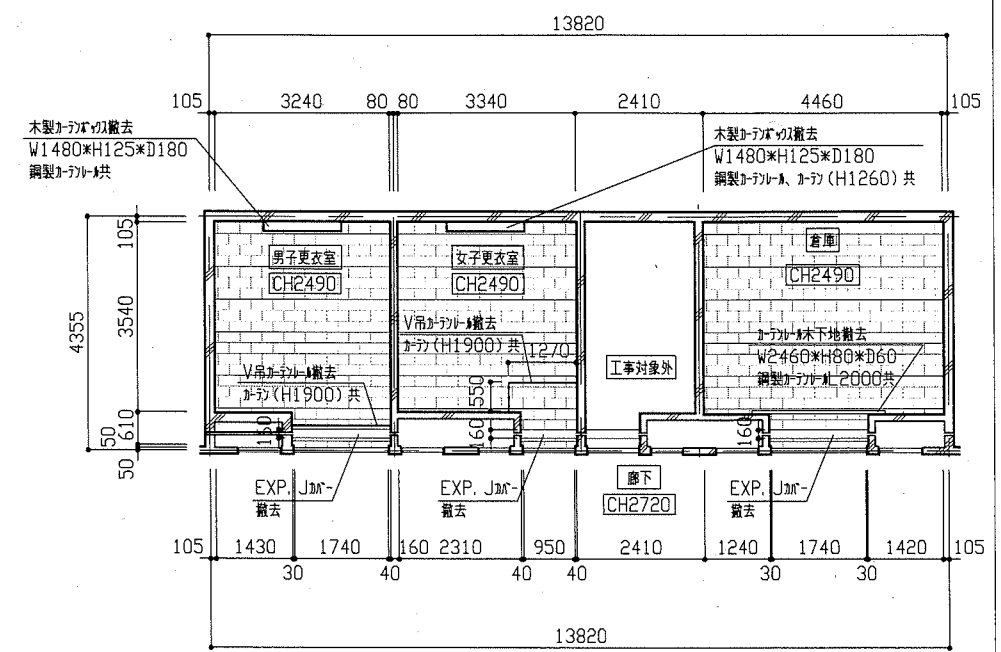 13820
105 3240 80 80 3340 2410 4460 105
木製カーテンボックス撤去
W1480*H125*D180
鋼製カーテンレール共
木製カーテンボックス撤去
W1480*H125*D180
鋼製カーテンレール、カーテン(H1260)共
4355
105
3540
610
50
50
男子更衣室
CH2490
女子更衣室
CH2490
倉庫
CH2490
V吊カーテンレール撤去
カーテン(H1900)共
1270
550
工事対象外
カーテンレール木下地撤去
W2460*H80*D60
鋼製カーテンレールL2000共
V吊カーテンレール撤去
カーテン(H1900)共
160
160
160
EXP.Jカバー
撤去
EXP.Jカバー
撤去
廊下
CH2720
EXP.Jカバー
撤去
105 1430 1740 160 2310 950 2410 1240 1740 1420 105
30 40 40 40 30 30
13820